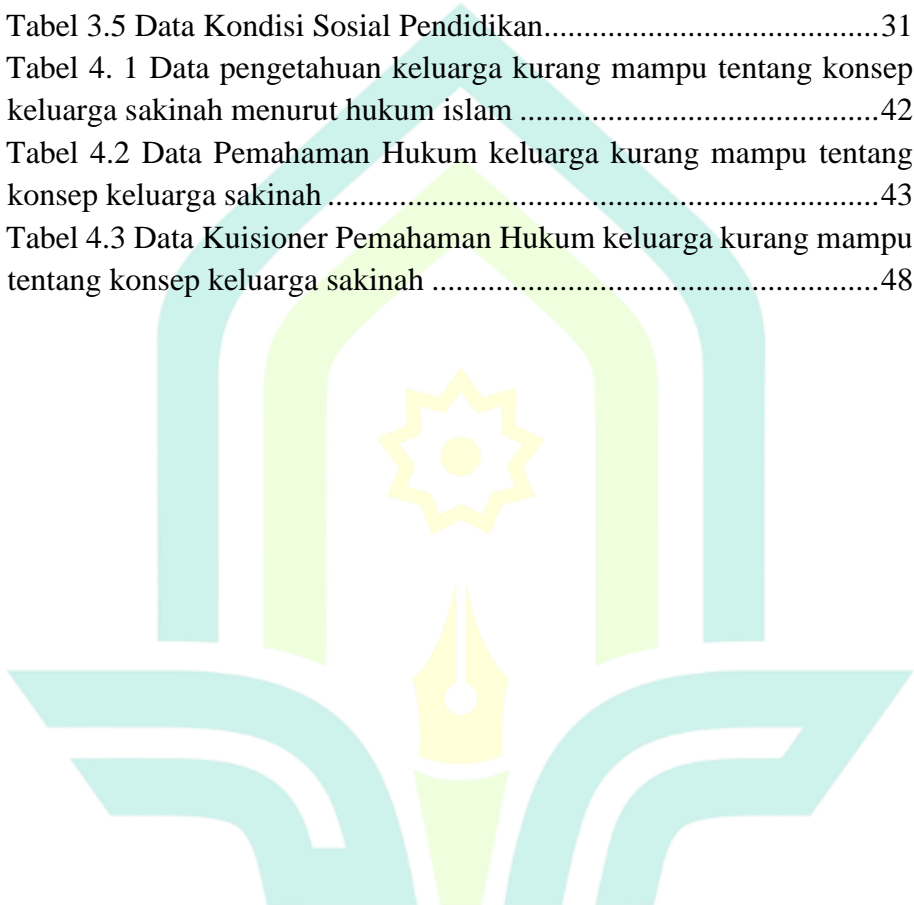 Tabel 3.5 Data Kondisi Sosial Pendidikan.............................................31
Tabel 4. 1 Data pengetahuan keluarga kurang mampu tentang konsep
keluarga sakinah menurut hukum islam ................................................42
Tabel 4.2 Data Pemahaman Hukum keluarga kurang mampu tentang
konsep keluarga sakinah ........................................................................43
Tabel 4.3 Data Kuisioner Pemahaman Hukum keluarga kurang mampu
tentang konsep keluarga sakinah ...........................................................48